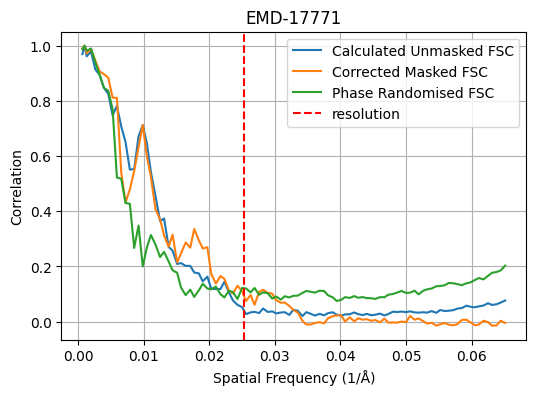 EMD-17771
Calculated Unmasked FSC
Corrected Masked FSC
Phase Randomised FSC
resolution
1.0
0.8
0.6
0.4
0.2
0.0
Correlation
0.00 0.01 0.02 0.03 0.04 0.05 0.06
Spatial Frequency (1/Å)